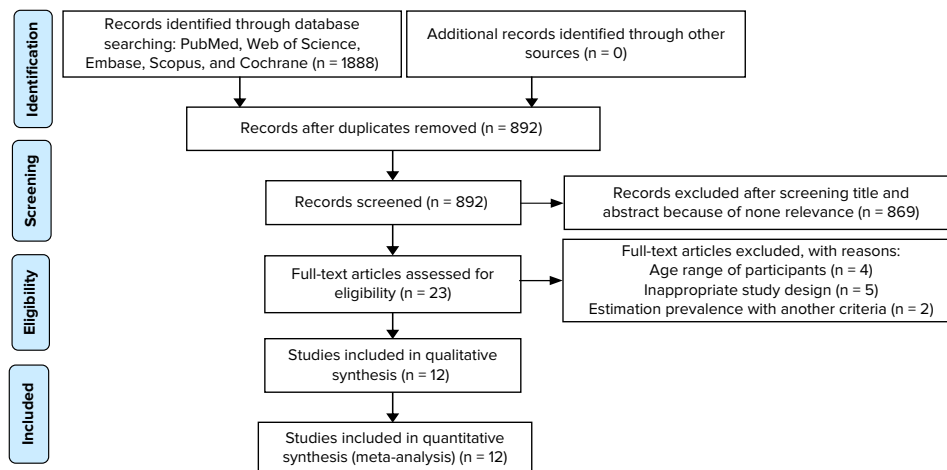 Identification
Records identified through database
searching: PubMed, Web of Science,
Embase, Scopus, and Cochrane (n = 1888)
Additional records identified through other
sources (n = 0)
Records after duplicates removed (n = 892)
Screening
Records screened (n = 892)
Records excluded after screening title and
abstract because of none relevance (n = 869)
Eligibility
Full-text articles assessed for
eligibility (n = 23)
Full-text articles excluded, with reasons:
Age range of participants (n = 4)
Inappropriate study design (n = 5)
Estimation prevalence with another criteria (n = 2)
Studies included in qualitative
synthesis (n = 12)
Included
Studies included in quantitative
synthesis (meta-analysis) (n = 12)